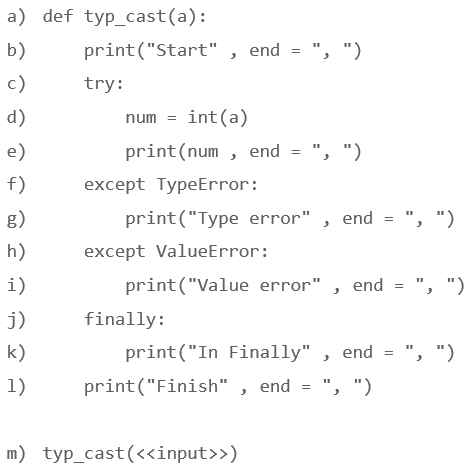 a) def typ_cast(a):
b)     print("Start" , end = ", ")
c)     try:
d)         num = int(a)
e)         print(num , end = ", ")
f)     except TypeError:
g)         print("Type error" , end = ", ")
h)     except ValueError:
i)         print("Value error" , end = ", ")
j)     finally:
k)         print("In Finally" , end = ", ")
l)     print("Finish" , end = ", ")
m) typ_cast(<<input>>)